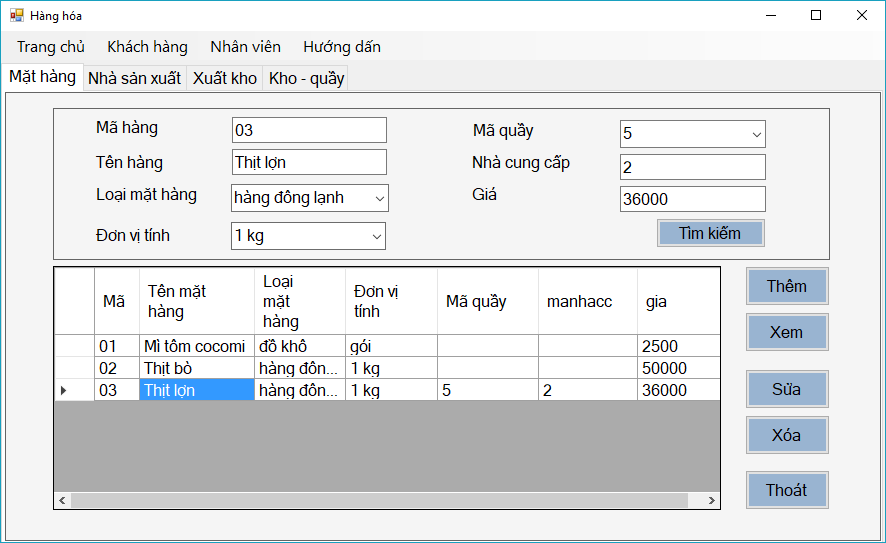 Hàng hóa
Trang chủ Khách hàng Nhân viên Hướng dẩn
Mặt hàng Nhà sản xuất Xuất kho Kho - quầy
Mã hàng 03 Mã quầy 5
Tên hàng Thịt lợn Nhà cung cấp 2
Loại mặt hàng hàng đông lạnh Giá 36000
Đơn vị tính 1 kg Tìm kiếm
Mã Tên mặt hàng Loại mặt hàng Đơn vị tính Mã quầy manhacc gia
01 Mì tôm cocomi đồ khô gói 2500
02 Thịt bò hàng đôn... 1 kg 50000
03 Thịt lợn hàng đôn... 1 kg 5 2 36000
Thêm
Xem
Sửa
Xóa
Thoát